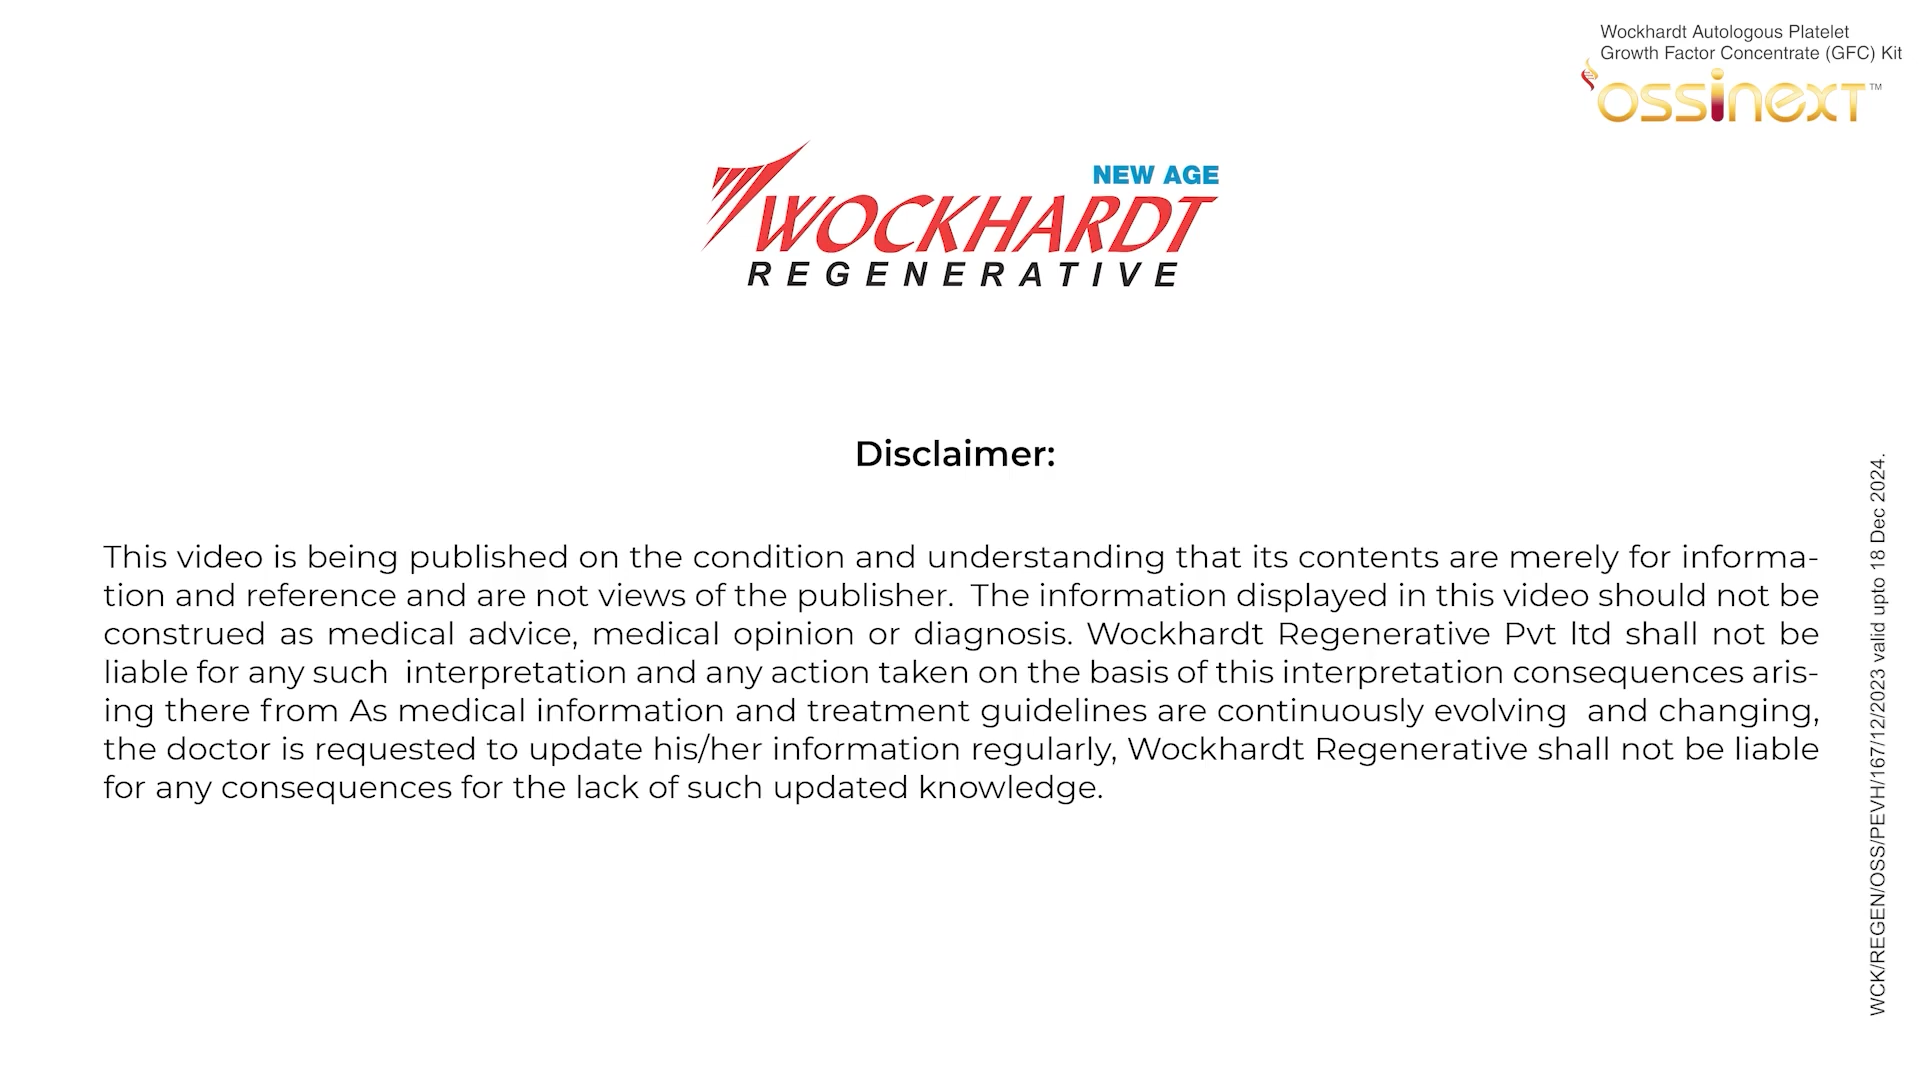 Wockhardt Autologous Platelet
Growth Factor Concentrate (GFC) Kit
OSSINEXT™
NEW AGE
WOCKHARDT
REGENERATIVE
Disclaimer:
This video is being published on the condition and understanding that its contents are merely for informa-
tion and reference and are not views of the publisher.  The information displayed in this video should not be
construed as medical advice, medical opinion or diagnosis. Wockhardt Regenerative Pvt ltd shall not be
liable for any such  interpretation and any action taken on the basis of this interpretation consequences aris-
ing there from As medical information and treatment guidelines are continuously evolving  and changing,
the doctor is requested to update his/her information regularly, Wockhardt Regenerative shall not be liable
for any consequences for the lack of such updated knowledge.
WCK/REGEN/OSS/PEVH/167/12/2023 valid upto 18 Dec 2024.